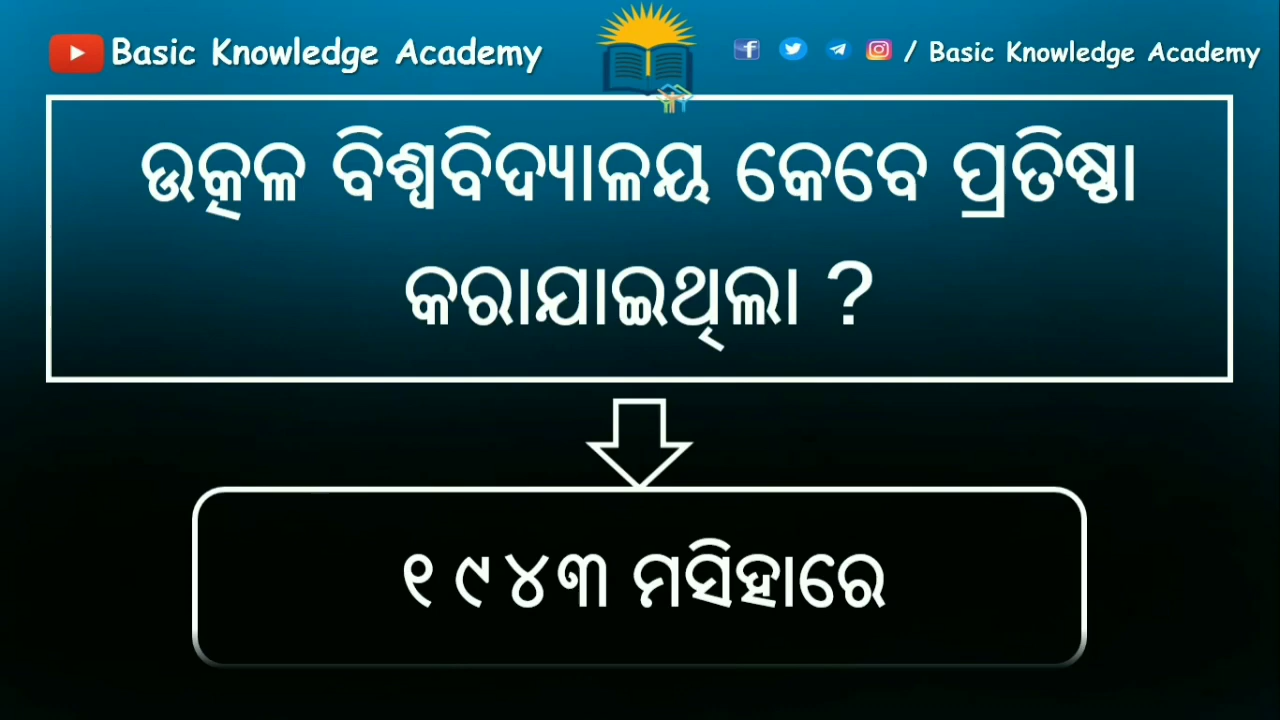 Basic Knowledge Academy
/ Basic Knowledge Academy
ଉତ୍କଳ ବିଶ୍ୱବିଦ୍ୟାଳୟ କେବେ ପ୍ରତିଷ୍ଠା
କରାଯାଇଥିଲା ?
୧୯୪୩ ମସିହାରେ